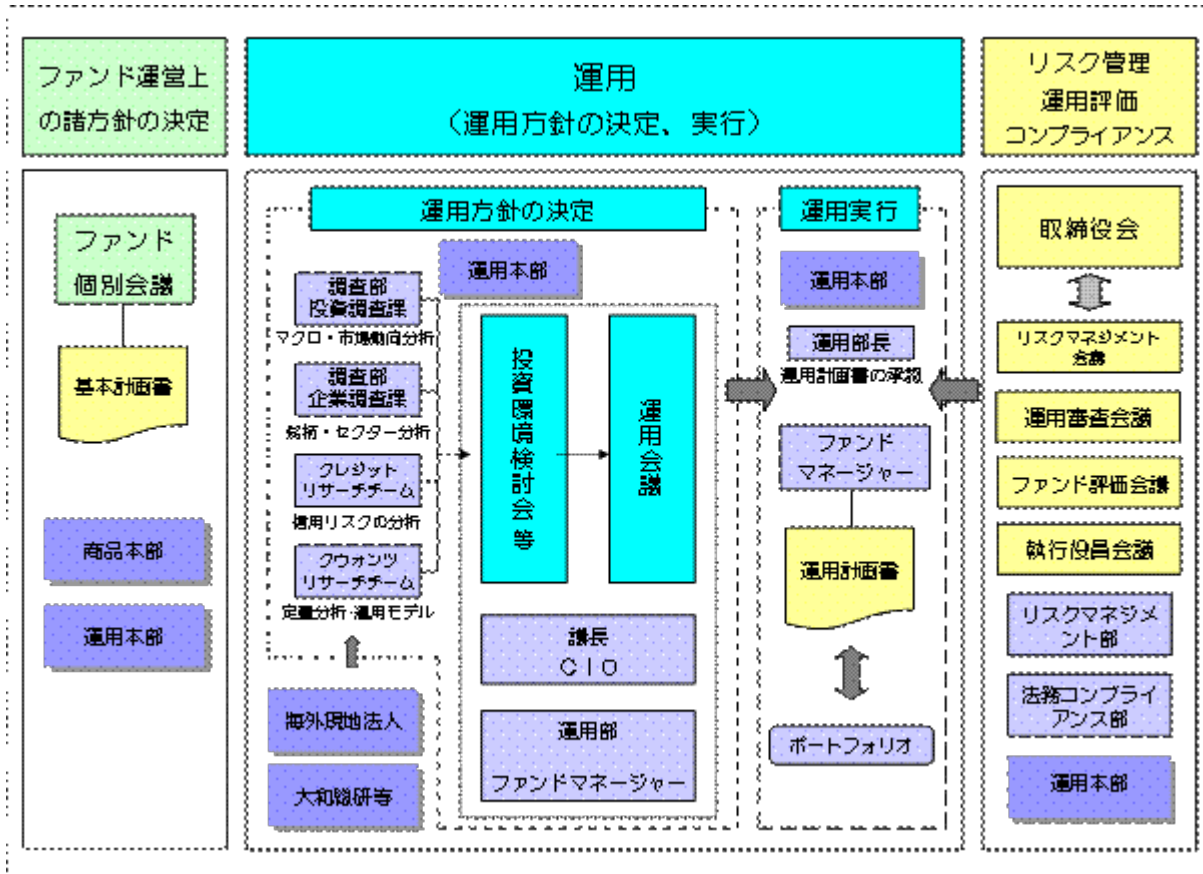 ファンド運営上
の諸方針の決定
運用
(運用方針の決定、実行)
リスク管理
運用評価
コンプライアンス
ファンド
個別会議
基本計画書
商品本部
運用本部
運用方針の決定
運用本部
調査部
投資調査課
マクロ・市場動向分析
調査部
企業調査課
銘柄・セクター分析
クレジット
リサーチチーム
信用リスクの分析
クウォンツ
リサーチチーム
定量分析・運用モデル
海外現地法人
大和総研等
投資環境検討会 等
運用会議
議長
CIO
運用部
ファンドマネージャー
運用実行
運用本部
運用部長
運用計画書の承認
ファンド
マネージャー
運用計画書
ポートフォリオ
取締役会
リスクマネジメント
会議
運用審査会議
ファンド評価会議
執行役員会議
リスクマネジメ
ント部
法務コンプライ
アンス部
運用本部